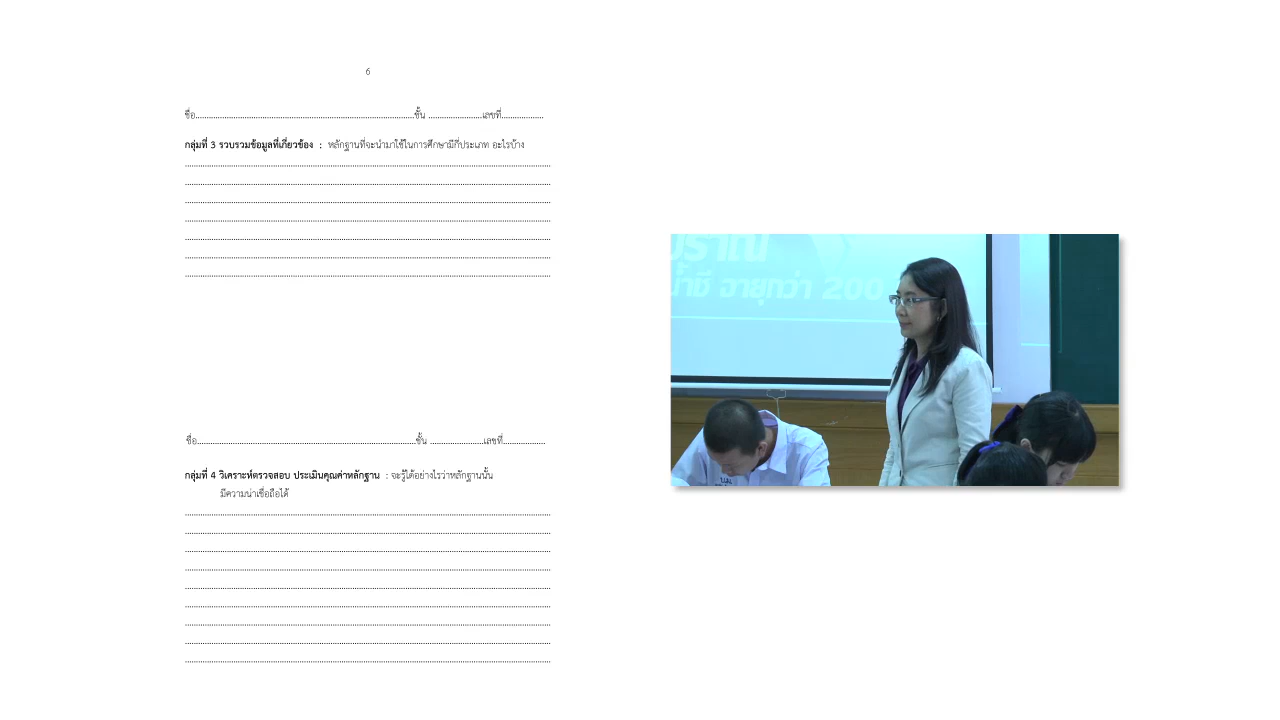 6
ชื่อ........................................................................................ชั้น ......................เลขที่.................
กลุ่มที่ 3 รวบรวมข้อมูลที่เกี่ยวข้อง : หลักฐานที่จะนำมาใช้ในการศึกษามีกี่ประเภท อะไรบ้าง
ชื่อ........................................................................................ชั้น ......................เลขที่.................
กลุ่มที่ 4 วิเคราะห์ตรวจสอบ ประเมินคุณค่าหลักฐาน : จะรู้ได้อย่างไรว่าหลักฐานนั้น
มีความน่าเชื่อถือได้
อายุกว่า 200